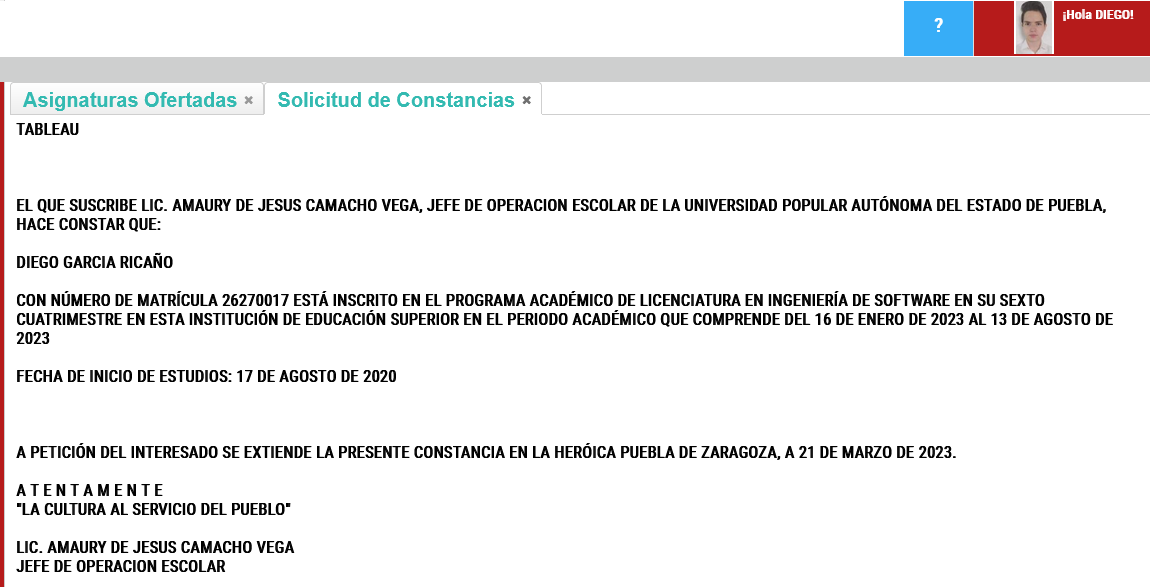 ?
¡Hola DIEGO!
Asignaturas Ofertadas ×
Solicitud de Constancias ×
TABLEAU
EL QUE SUSCRIBE LIC. AMAURY DE JESUS CAMACHO VEGA, JEFE DE OPERACION ESCOLAR DE LA UNIVERSIDAD POPULAR AUTÓNOMA DEL ESTADO DE PUEBLA,
HACE CONSTAR QUE:
DIEGO GARCIA RICAÑO
CON NÚMERO DE MATRÍCULA 26270017 ESTÁ INSCRITO EN EL PROGRAMA ACADÉMICO DE LICENCIATURA EN INGENIERÍA DE SOFTWARE EN SU SEXTO
CUATRIMESTRE EN ESTA INSTITUCIÓN DE EDUCACIÓN SUPERIOR EN EL PERIODO ACADÉMICO QUE COMPRENDE DEL 16 DE ENERO DE 2023 AL 13 DE AGOSTO DE
2023
FECHA DE INICIO DE ESTUDIOS: 17 DE AGOSTO DE 2020
A PETICIÓN DEL INTERESADO SE EXTIENDE LA PRESENTE CONSTANCIA EN LA HERÓICA PUEBLA DE ZARAGOZA, A 21 DE MARZO DE 2023.
A T E N T A M E N T E
"LA CULTURA AL SERVICIO DEL PUEBLO"
LIC. AMAURY DE JESUS CAMACHO VEGA
JEFE DE OPERACION ESCOLAR